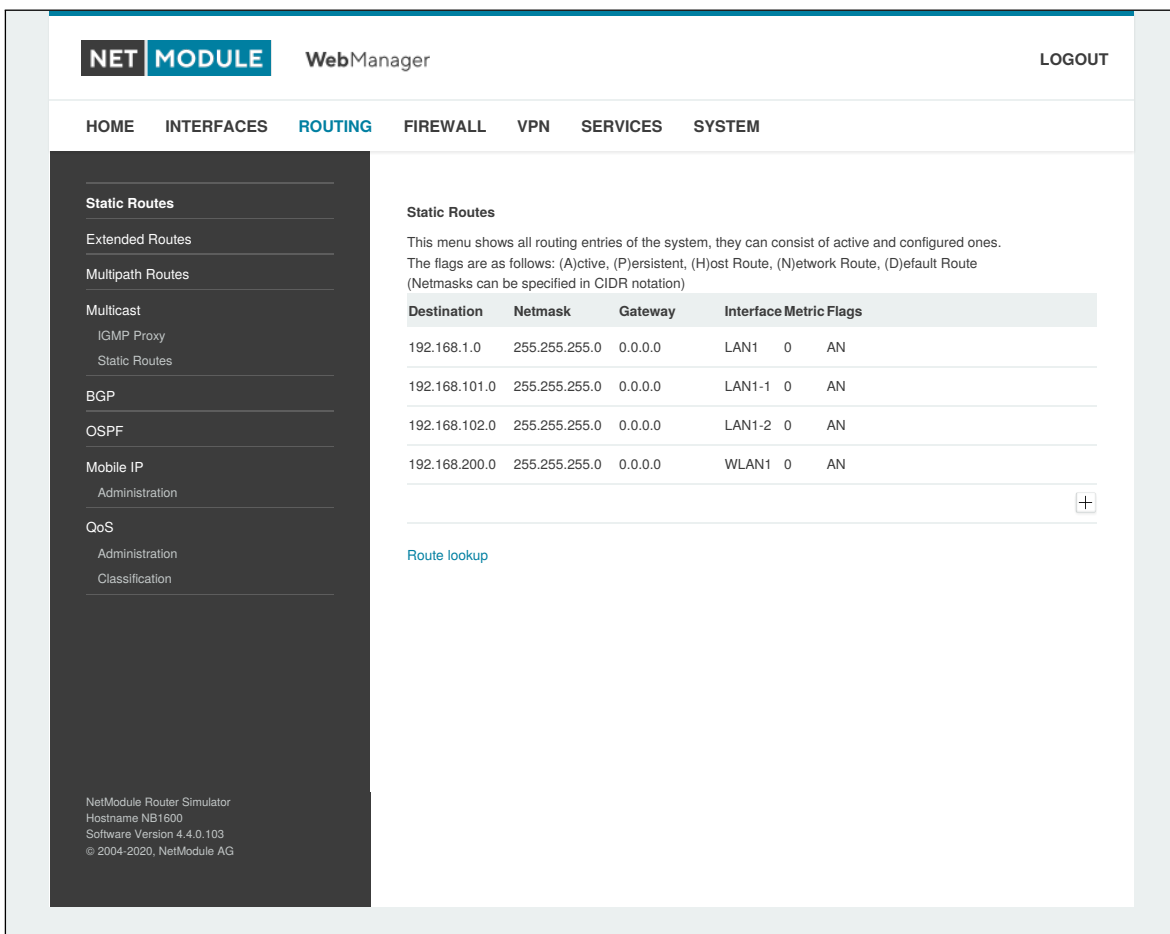 NET MODULE WebManager LOGOUT
HOME INTERFACES ROUTING FIREWALL VPN SERVICES SYSTEM
Static Routes
Extended Routes
Multipath Routes
Multicast
IGMP Proxy
Static Routes
BGP
OSPF
Mobile IP
Administration
QoS
Administration
Classification
NetModule Router Simulator
Hostname NB1600
Software Version 4.4.0.103
© 2004-2020, NetModule AG
Static Routes
This menu shows all routing entries of the system, they can consist of active and configured ones.
The flags are as follows: (A)ctive, (P)ersistent, (H)ost Route, (N)etwork Route, (D)efault Route
(Netmasks can be specified in CIDR notation)
Destination Netmask Gateway Interface Metric Flags
192.168.1.0 255.255.255.0 0.0.0.0 LAN1 0 AN
192.168.101.0 255.255.255.0 0.0.0.0 LAN1-1 0 AN
192.168.102.0 255.255.255.0 0.0.0.0 LAN1-2 0 AN
192.168.200.0 255.255.255.0 0.0.0.0 WLAN1 0 AN
Route lookup